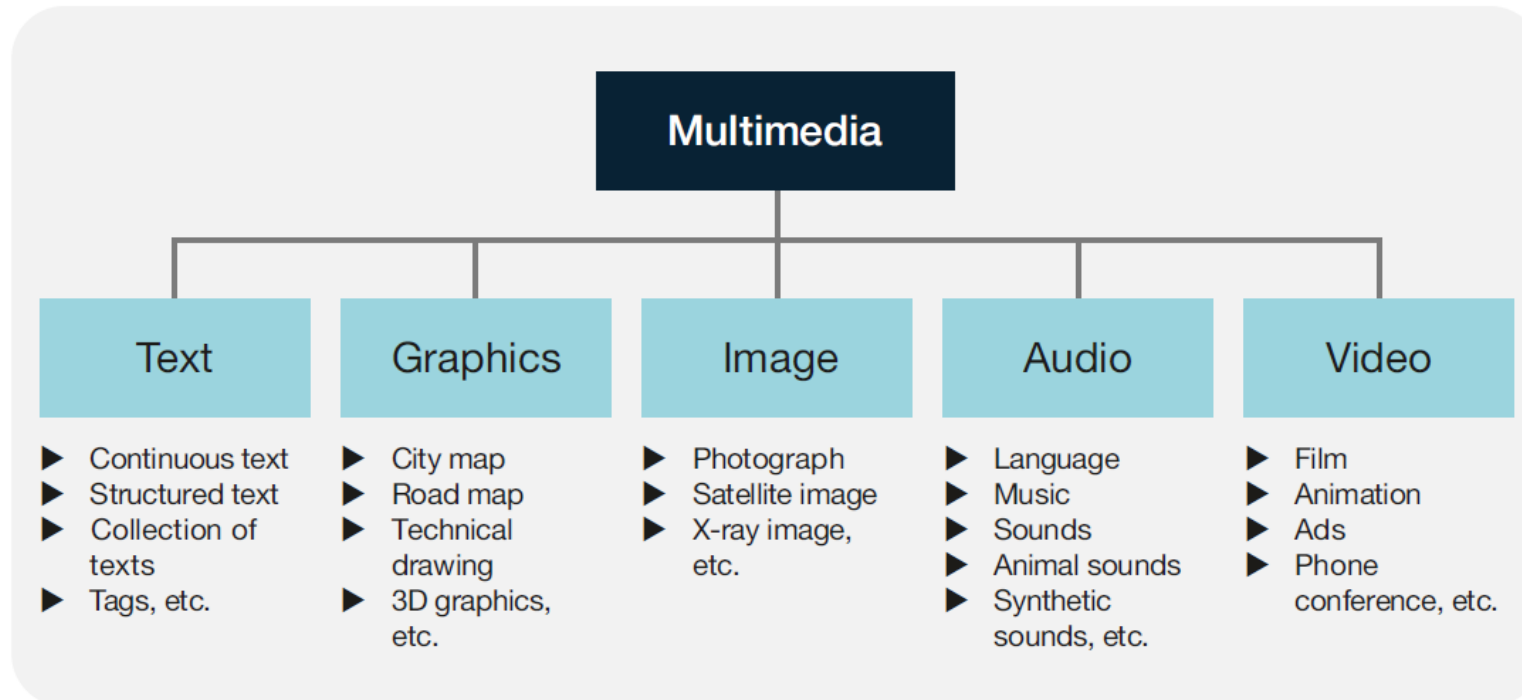 Multimedia
Text
Continuous text
Structured text
Collection of
texts
Tags, etc.
Graphics
City map
Road map
Technical
drawing
3D graphics,
etc.
Image
Photograph
Satellite image
X-ray image,
etc.
Audio
Language
Music
Sounds
Animal sounds
Synthetic
sounds, etc.
Video
Film
Animation
Ads
Phone
conference, etc.